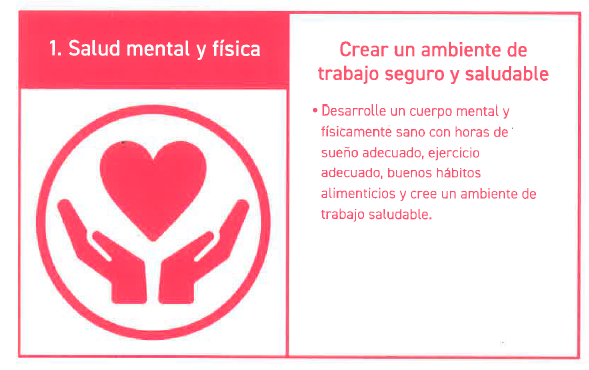 1. Salud mental y física
Crear un ambiente de
trabajo seguro y saludable
• Desarrolle un cuerpo mental y
físicamente sano con horas de
sueño adecuado, ejercicio
adecuado, buenos hábitos
alimenticios y cree un ambiente de
trabajo saludable.